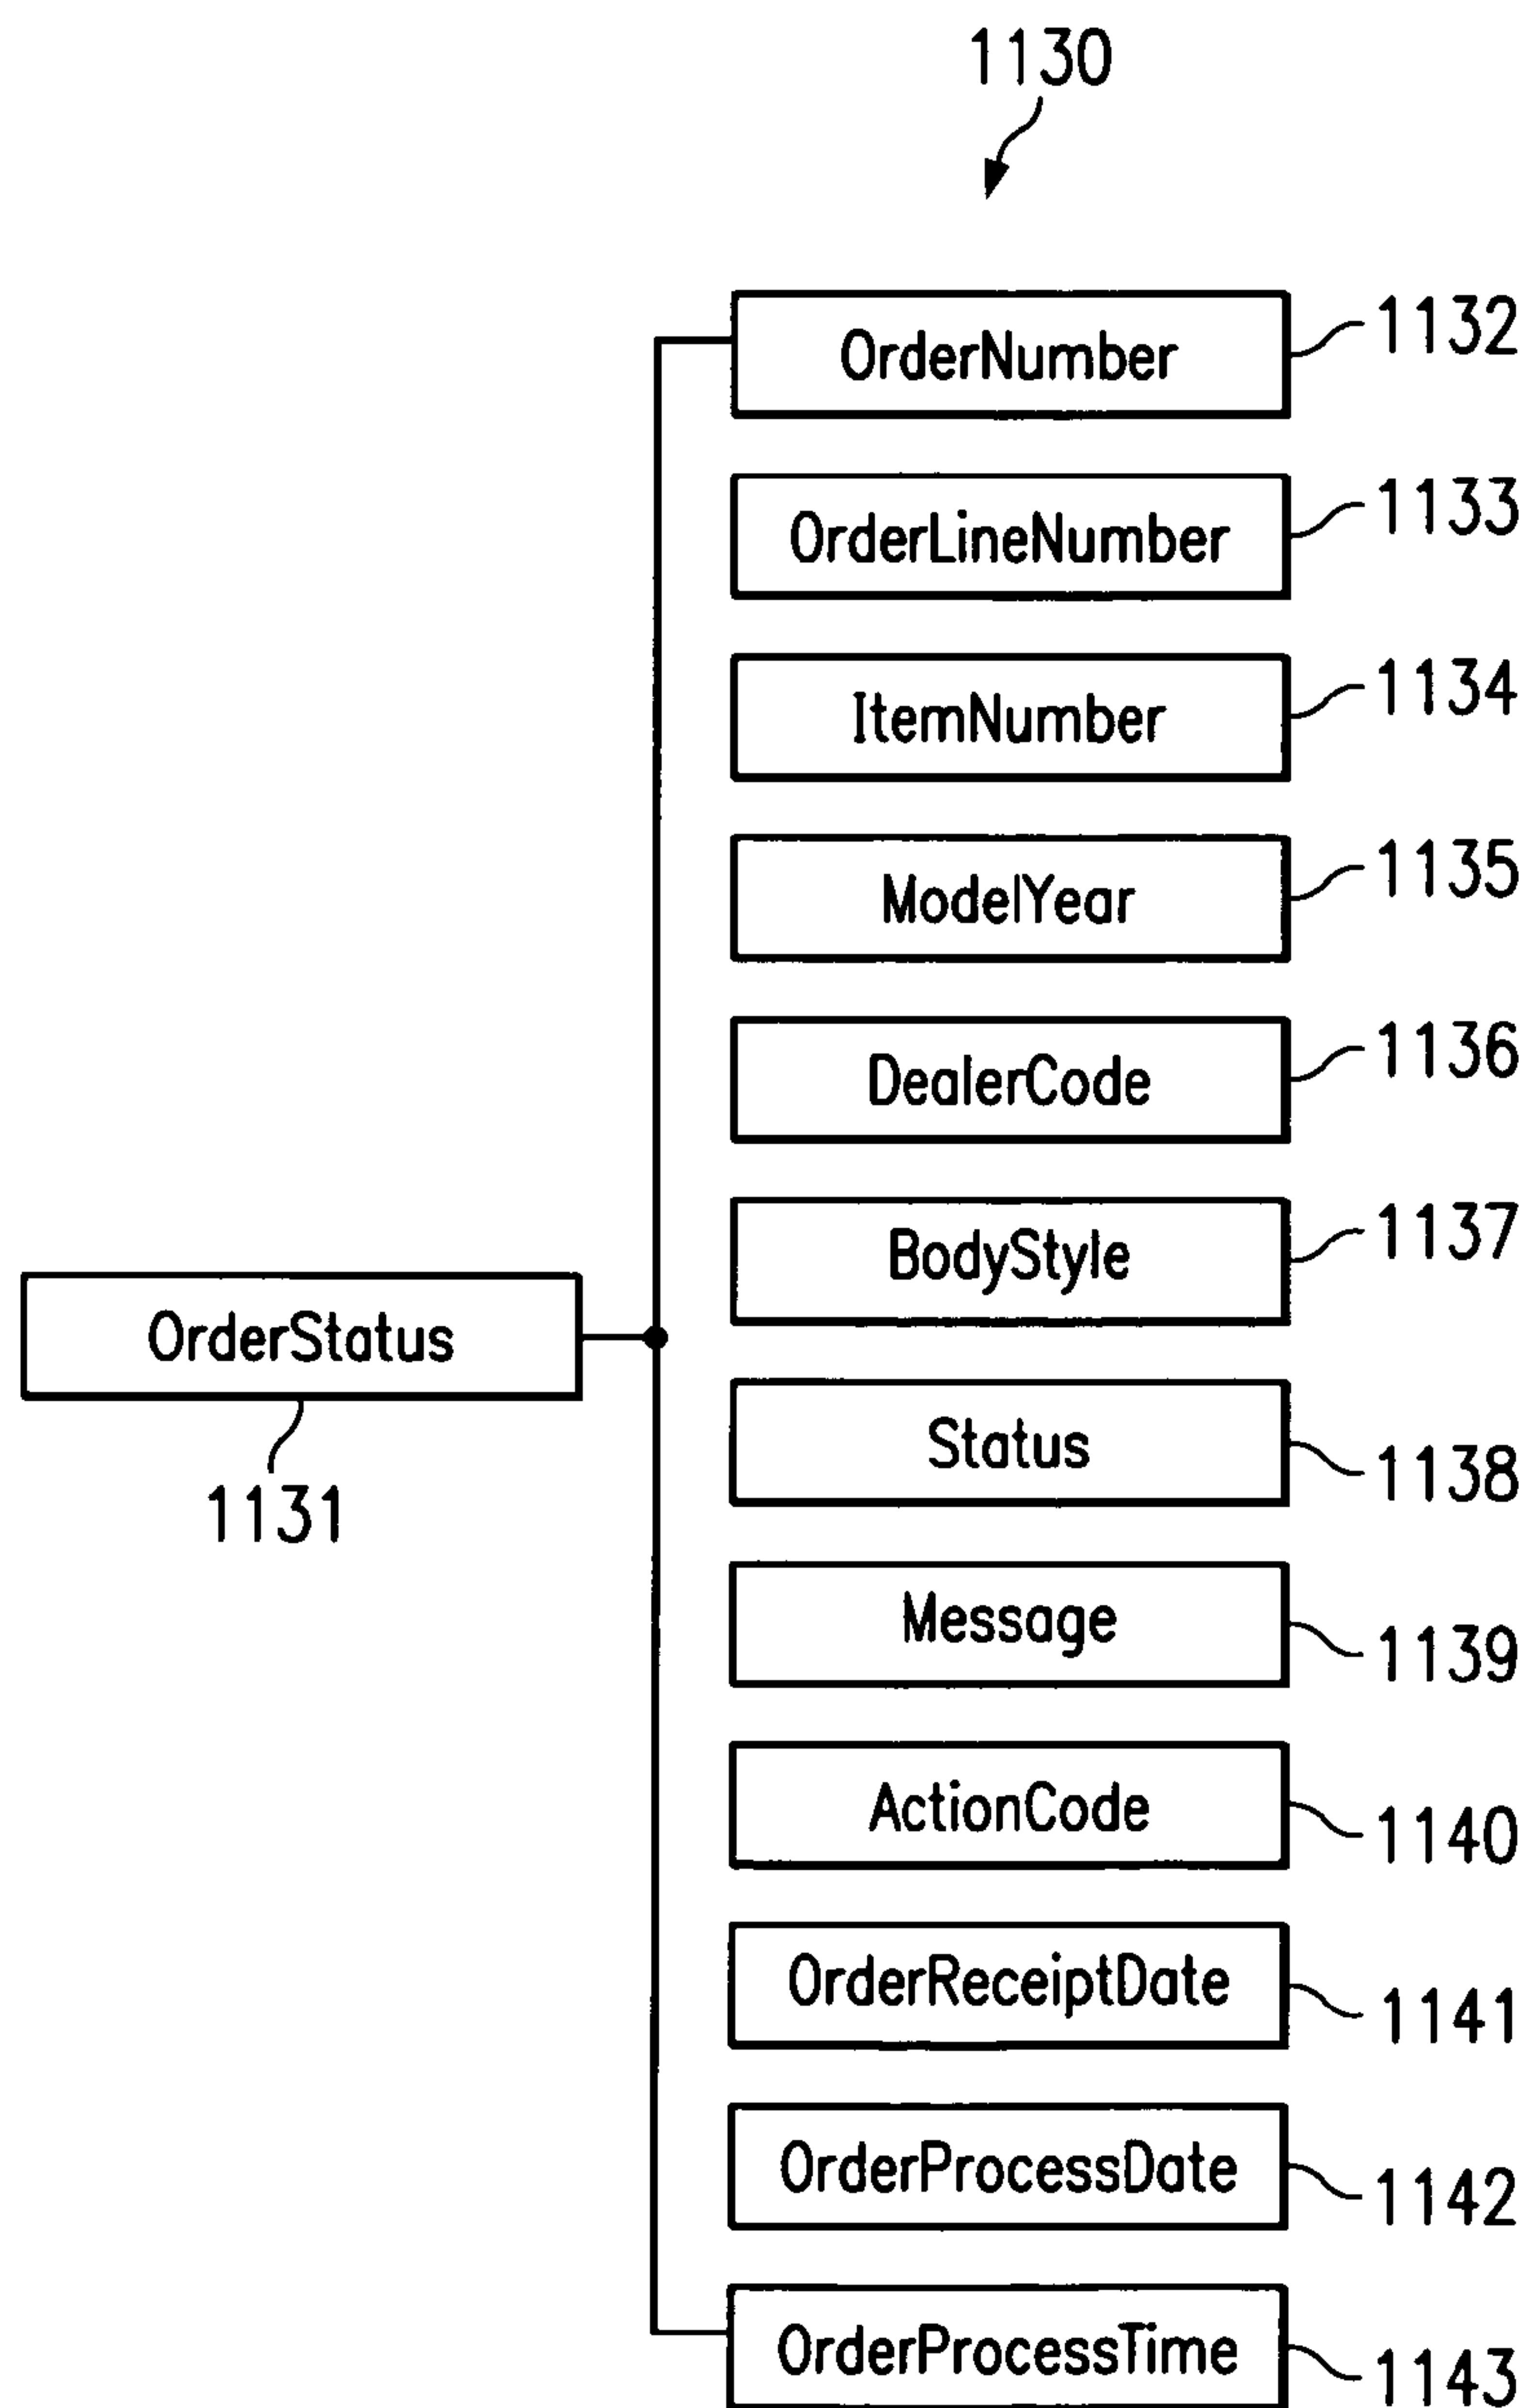 1130
OrderNumber 1132
OrderLineNumber 1133
ItemNumber 1134
ModelYear 1135
DealerCode 1136
BodyStyle 1137
OrderStatus
1131
Status 1138
Message 1139
ActionCode 1140
OrderReceiptDate 1141
OrderProcessDate 1142
OrderProcessTime 1143